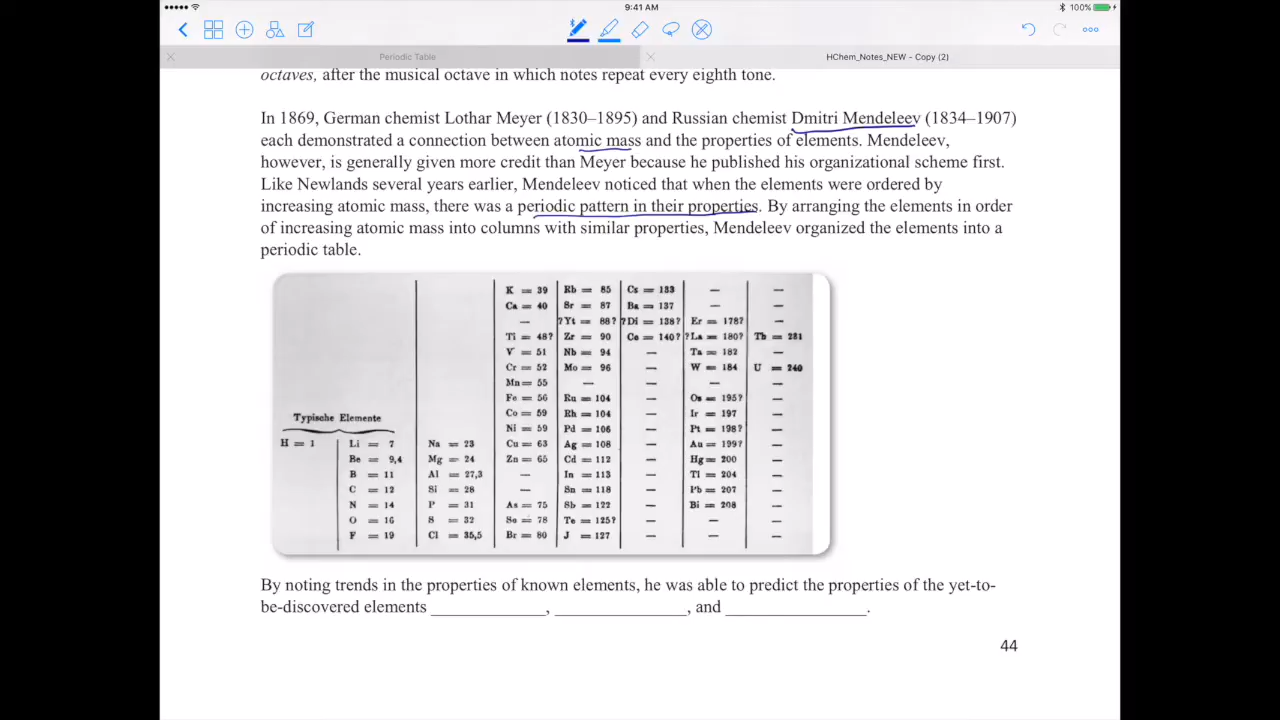 9:41 AM
100%
Periodic Table
HChem_Notes_NEW - Copy (2)
octaves, after the musical octave in which notes repeat every eighth tone.
In 1869, German chemist Lothar Meyer (1830–1895) and Russian chemist Dmitri Mendeleev (1834–1907)
each demonstrated a connection between atomic mass and the properties of elements. Mendeleev,
however, is generally given more credit than Meyer because he published his organizational scheme first.
Like Newlands several years earlier, Mendeleev noticed that when the elements were ordered by
increasing atomic mass, there was a periodic pattern in their properties. By arranging the elements in order
of increasing atomic mass into columns with similar properties, Mendeleev organized the elements into a
periodic table.
K = 39 Rb = 85 Cs = 133 — —
Ca = 40 Sr = 87 Ba = 137 — —
— ?Yt = 88? ?Di = 138? Er = 178? —
Ti = 48? Zr = 90 Ce = 140? ?La = 180? Tb = 231
V = 51 Nb = 94 — Ta = 182 —
Cr = 52 Mo = 96 — W = 184 U = 240
Mn = 55 — — — —
Fe = 56 Ru = 104 — Os = 195? —
Typische Elemente Co = 59 Rh = 104 — Ir = 197 —
Ni = 59 Pd = 106 — Pt = 198? —
H = 1 Li = 7 Na = 23 Cu = 63 Ag = 108 — Au = 199? —
Be = 9,4 Mg = 24 Zn = 65 Cd = 112 — Hg = 200 —
B = 11 Al = 27,3 — In = 113 — Tl = 204 —
C = 12 Si = 28 — Sn = 118 — Pb = 207 —
N = 14 P = 31 As = 75 Sb = 122 — Bi = 208 —
O = 16 S = 32 Se = 78 Te = 125? — — —
F = 19 Cl = 35,5 Br = 80 J = 127 — — —
By noting trends in the properties of known elements, he was able to predict the properties of the yet-to-
be-discovered elements ____________, ______________, and _______________.
44